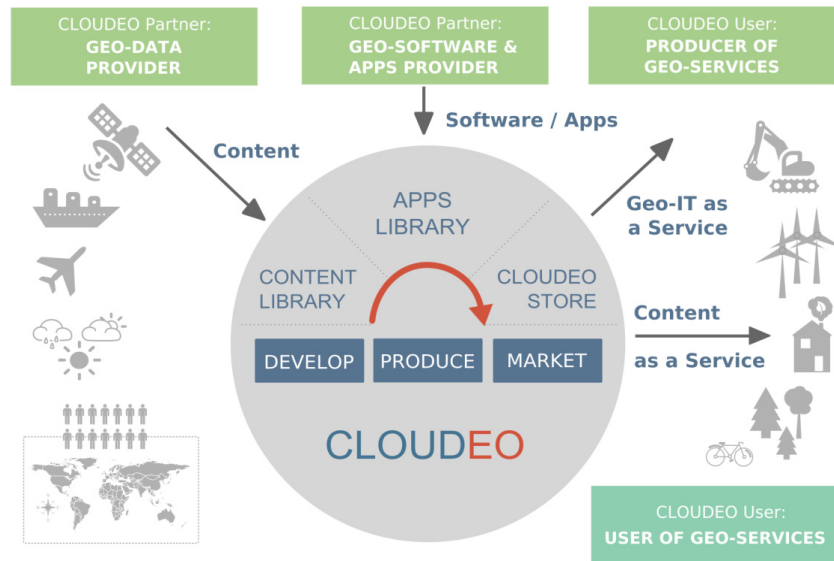 CLOUDEO Partner:
GEO-DATA
PROVIDER
CLOUDEO Partner:
GEO-SOFTWARE &
APPS PROVIDER
CLOUDEO User:
PRODUCER OF
GEO-SERVICES
Content
Software / Apps
APPS
LIBRARY
Geo-IT as
a Service
CONTENT
LIBRARY
CLOUDEO
STORE
Content
as a Service
DEVELOP
PRODUCE
MARKET
CLOUDEO
CLOUDEO User:
USER OF GEO-SERVICES